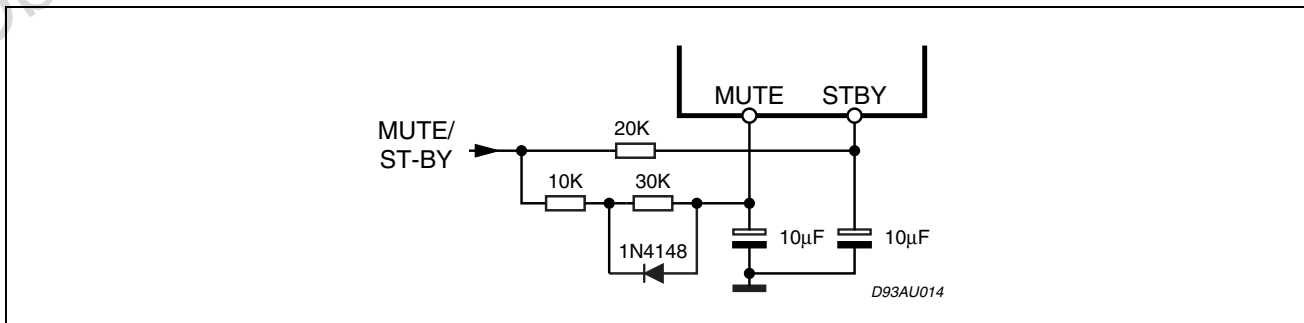 MUTE STBY
MUTE/
ST-BY
20K
10K 30K
1N4148
10μF 10μF
D93AU014